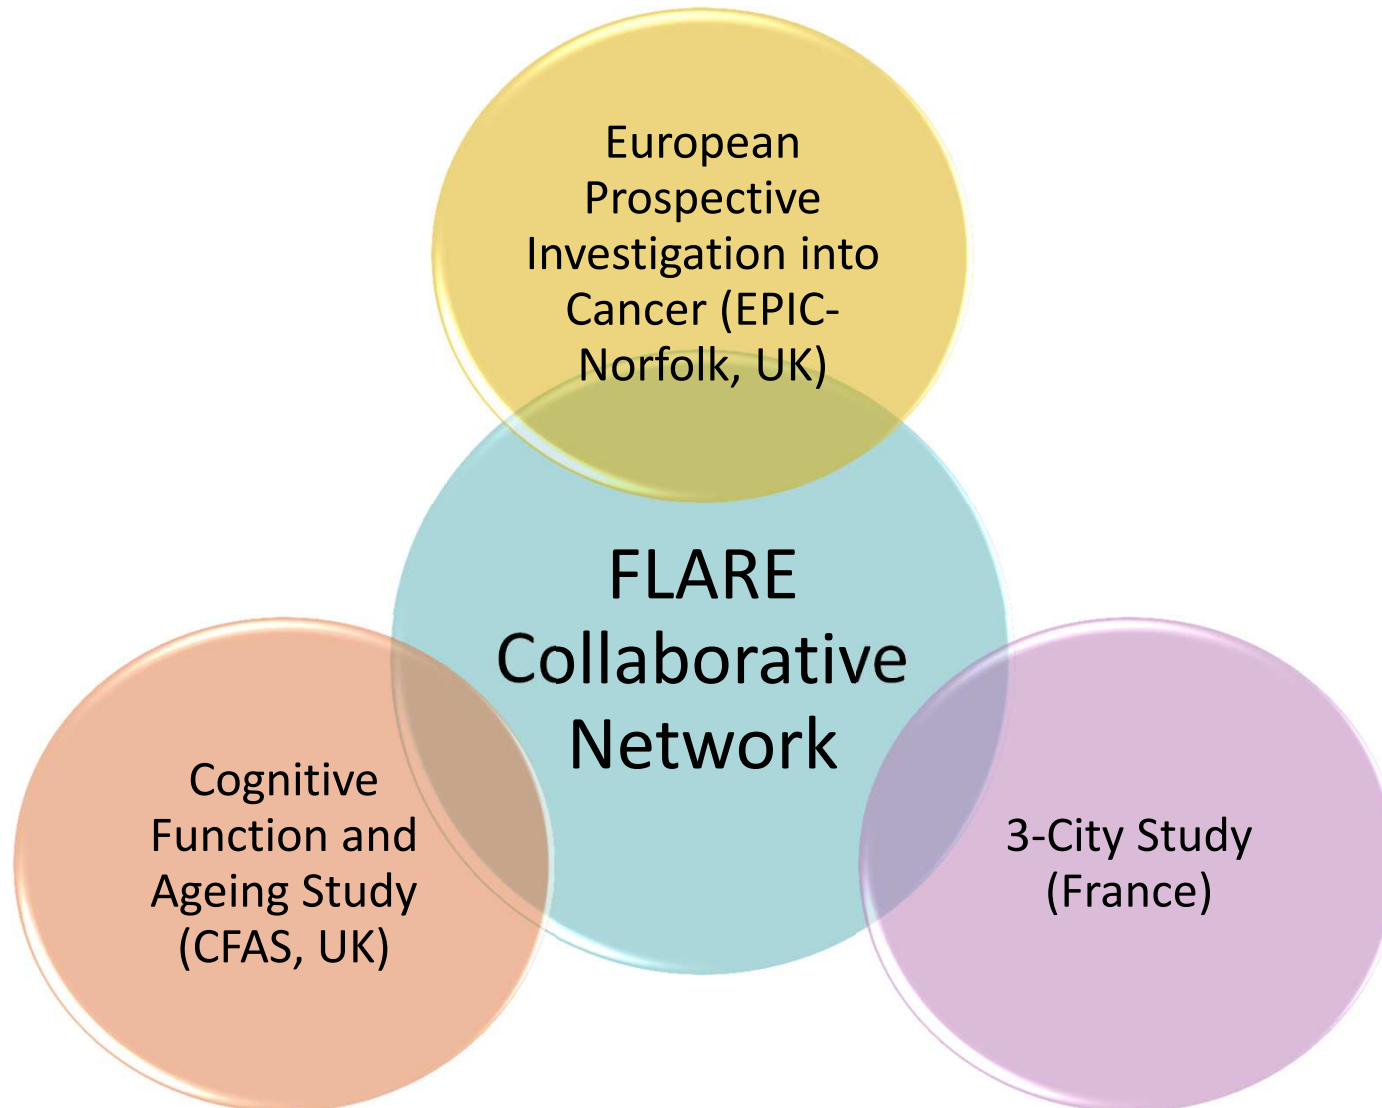 European
Prospective
Investigation into
Cancer (EPIC-
Norfolk, UK)
FLARE
Collaborative
Network
Cognitive
Function and
Ageing Study
(CFAS, UK)
3-City Study
(France)